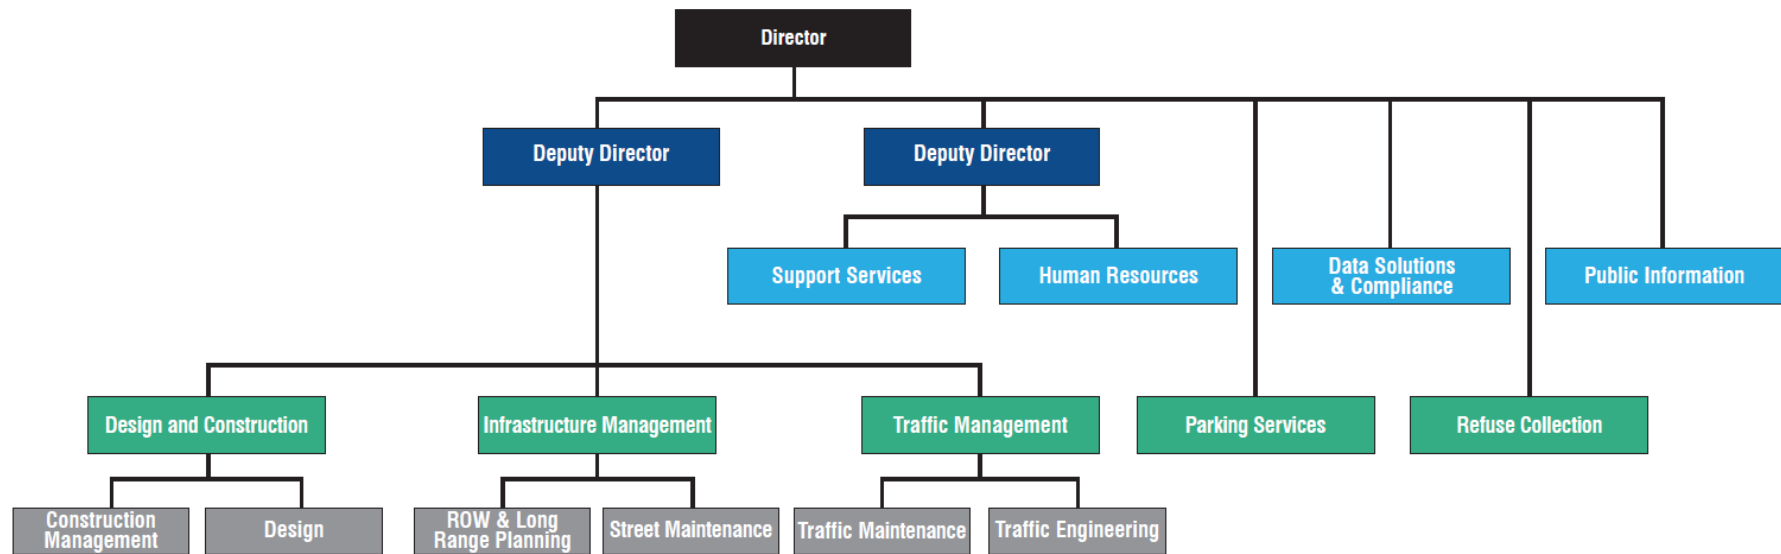 Director
Deputy Director
Deputy Director
Support Services
Human Resources
Data Solutions
& Compliance
Public Information
Design and Construction
Infrastructure Management
Traffic Management
Parking Services
Refuse Collection
Construction
Management
Design
ROW & Long
Range Planning
Street Maintenance
Traffic Maintenance
Traffic Engineering